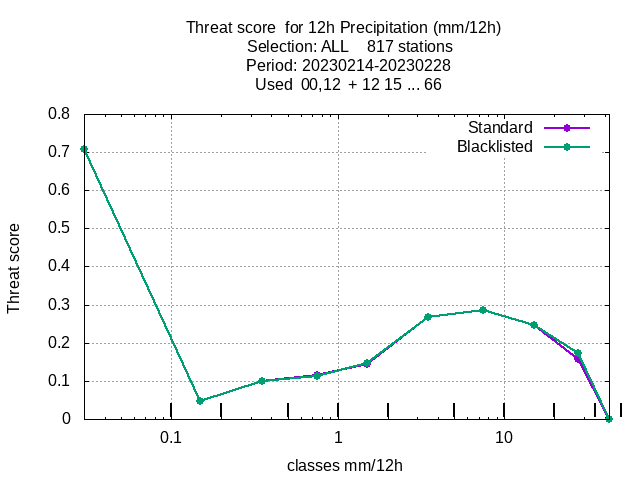 Threat score  for 12h Precipitation (mm/12h)
Selection: ALL    817 stations
Period: 20230214-20230228
Used  00,12  + 12 15 ... 66
Standard
Blacklisted
Threat score
0.8
0.7
0.6
0.5
0.4
0.3
0.2
0.1
0
0.1 1 10
classes mm/12h